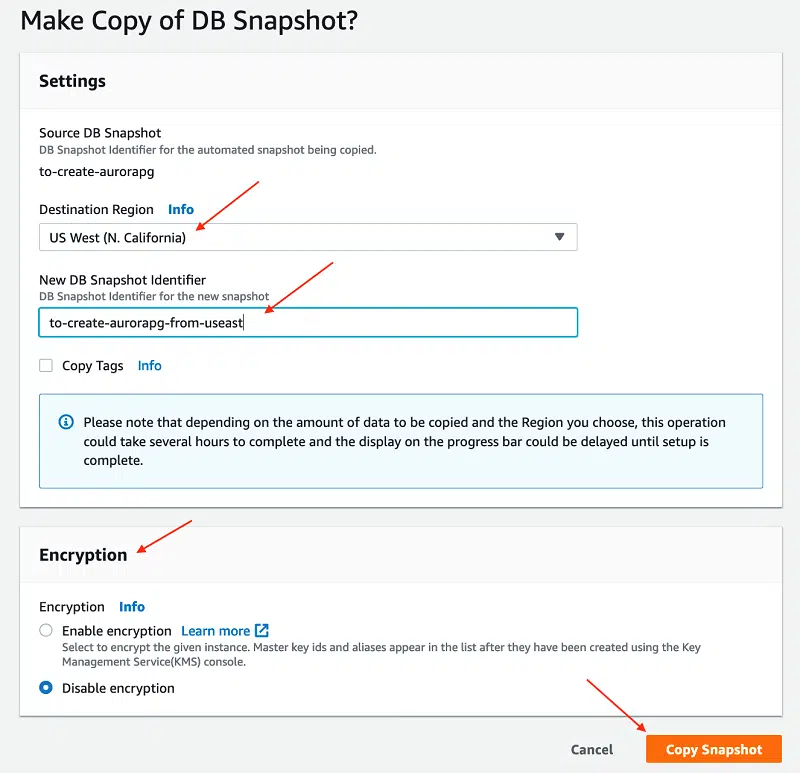 Make Copy of DB Snapshot?
Settings
Source DB Snapshot
DB Snapshot Identifier for the automated snapshot being copied.
to-create-aurorapg
Destination Region Info
US West (N. California)
New DB Snapshot Identifier
DB Snapshot Identifier for the new snapshot
to-create-aurorapg-from-useast
Copy Tags Info
Please note that depending on the amount of data to be copied and the Region you choose, this operation
could take several hours to complete and the display on the progress bar could be delayed until setup is
complete.
Encryption
Encryption Info
Enable encryption Learn more
Select to encrypt the given instance. Master key ids and aliases appear in the list after they have been created using the Key
Management Service(KMS) console.
Disable encryption
Cancel Copy Snapshot